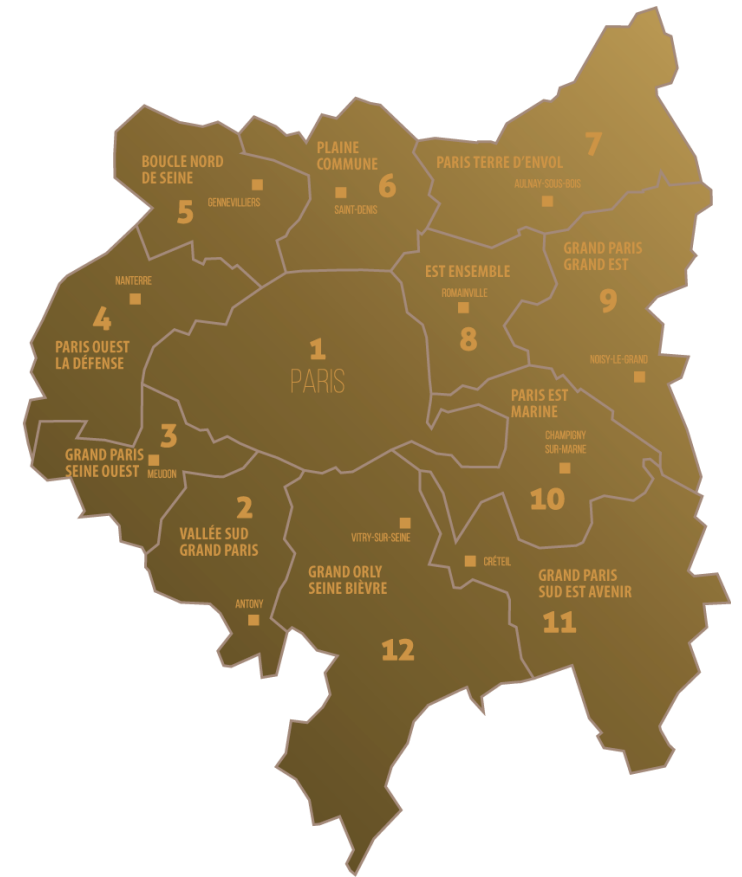 7
PLAINE
COMMUNE
6
SAINT-DENIS
BOUCLE NORD
DE SEINE
GENNEVILLIERS
5
PARIS TERRE D'ENVOL
AULNAY-SOUS-BOIS
GRAND PARIS
GRAND EST
9
NOISY-LE-GRAND
EST ENSEMBLE
ROMAINVILLE
8
NANTERRE
4
PARIS OUEST
LA DÉFENSE
1
PARIS
PARIS EST
MARINE
CHAMPIGNY
SUR-MARNE
10
3
GRAND PARIS
SEINE OUEST
MEUDON
2
VALLÉE SUD
GRAND PARIS
ANTONY
VITRY-SUR-SEINE
GRAND ORLY
SEINE BIÈVRE
12
CRÉTEIL
GRAND PARIS
SUD EST AVENIR
11